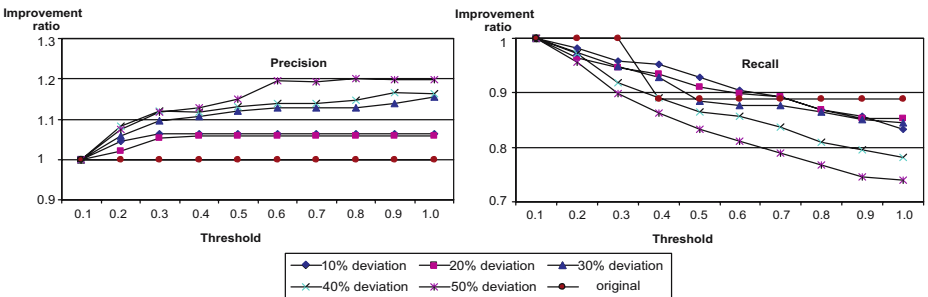 Improvement
ratio
1.3
1.2
1.1
1
0.9
Precision
0.1 0.2 0.3 0.4 0.5 0.6 0.7 0.8 0.9 1.0
Threshold
Improvement
ratio
1
0.9
0.8
0.7
Recall
0.1 0.2 0.3 0.4 0.5 0.6 0.7 0.8 0.9 1.0
Threshold
10% deviation 20% deviation 30% deviation
40% deviation 50% deviation original